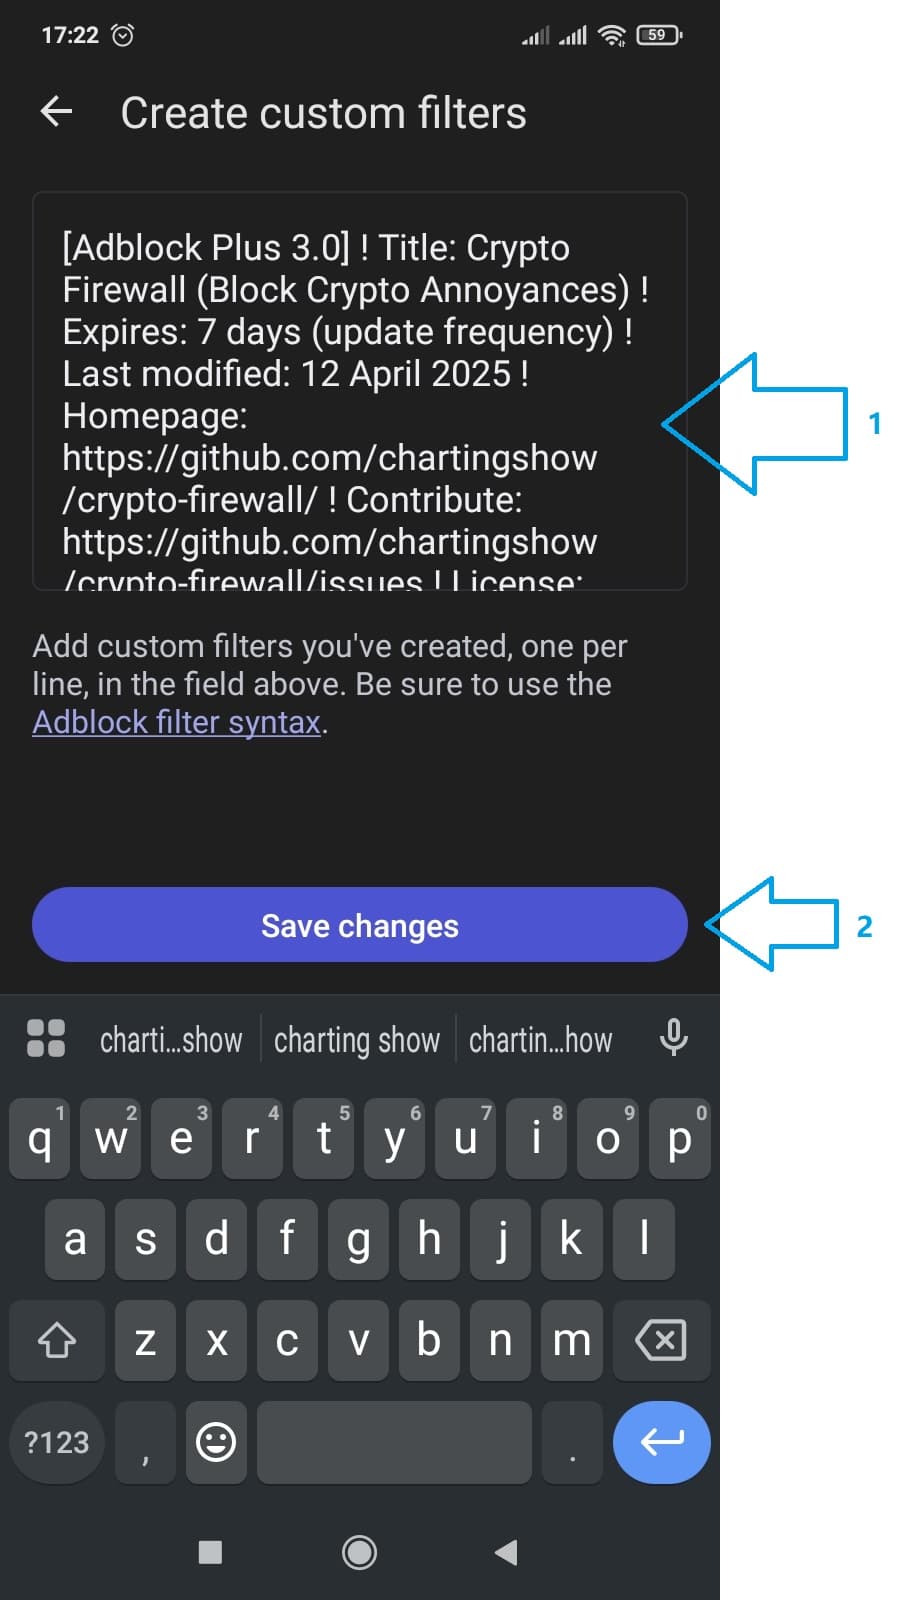 17:22
59
Create custom filters
[Adblock Plus 3.0] ! Title: Crypto
Firewall (Block Crypto Annoyances) !
Expires: 7 days (update frequency) !
Last modified: 12 April 2025 !
Homepage:
https://github.com/chartingshow
/crypto-firewall/ ! Contribute:
https://github.com/chartingshow
/crypto-firewall/issues ! License:
1
Add custom filters you've created, one per
line, in the field above. Be sure to use the
Adblock filter syntax.
Save changes
2
charti...show charting show chartin...how
1 2 3 4 5 6 7 8 9 0
q w e r t y u i o p
a s d f g h j k l
z x c v b n m
?123 , .